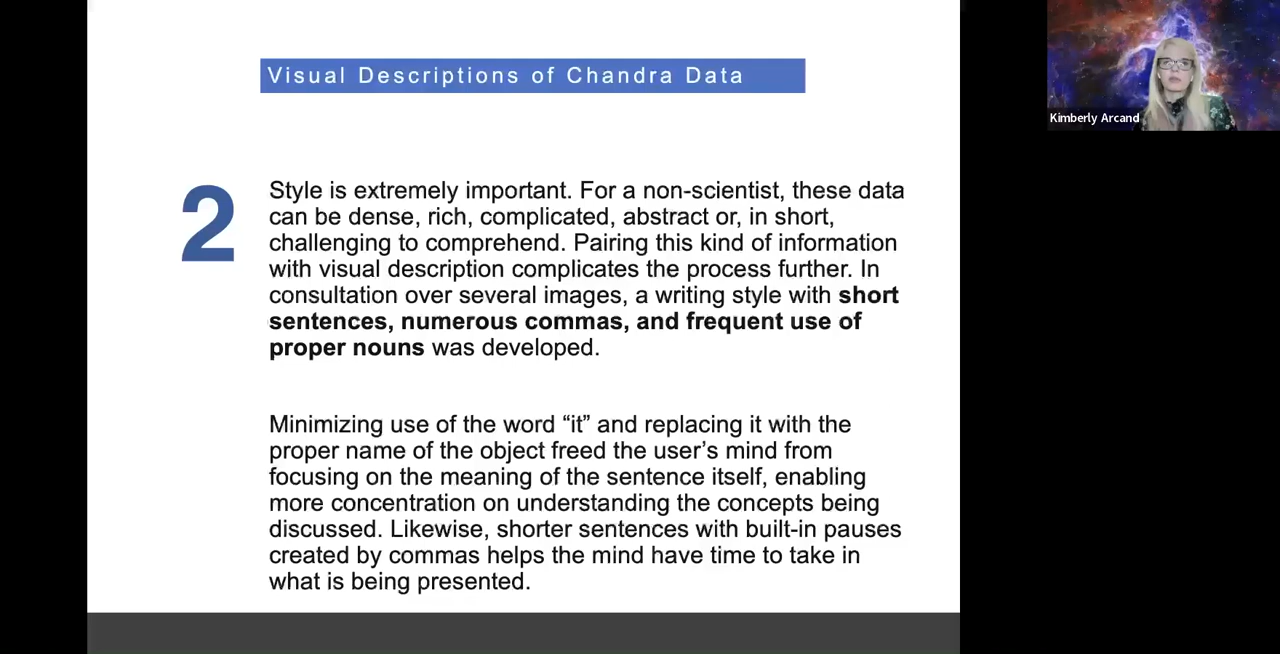 Visual Descriptions of Chandra Data
2
Style is extremely important. For a non-scientist, these data
can be dense, rich, complicated, abstract or, in short,
challenging to comprehend. Pairing this kind of information
with visual description complicates the process further. In
consultation over several images, a writing style with short
sentences, numerous commas, and frequent use of
proper nouns was developed.
Minimizing use of the word “it” and replacing it with the
proper name of the object freed the user’s mind from
focusing on the meaning of the sentence itself, enabling
more concentration on understanding the concepts being
discussed. Likewise, shorter sentences with built-in pauses
created by commas helps the mind have time to take in
what is being presented.
Kimberly Arcand